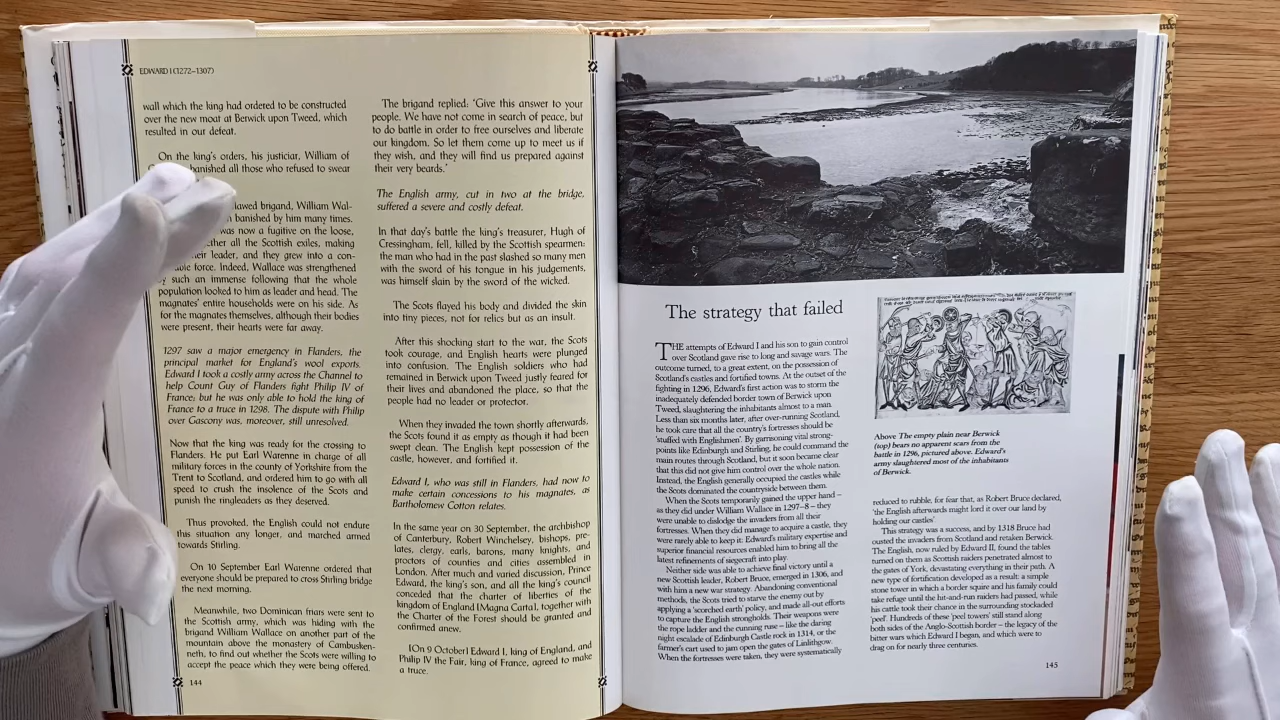 EDWARD I (1272–1307)
wall which the king had ordered to be constructed
over the new moat at Berwick upon Tweed, which
resulted in our defeat.
On the king's orders, his justiciar, William of
banished all those who refused to swear
lawed brigand, William Wal-
banished by him many times.
was now a fugitive on the loose,
ether all the Scottish exiles, making
eir leader, and they grew into a con-
able force. Indeed, Wallace was strengthened
y such an immense following that the whole
population looked to him as leader and head. The
magnates' entire households were on his side. As
for the magnates themselves, although their bodies
were present, their hearts were far away.
1297 saw a major emergency in Flanders, the
principal market for England's wool exports.
Edward I took a costly army across the Channel to
help Count Guy of Flanders fight Philip IV of
France; but he was only able to hold the king of
France to a truce in 1298. The dispute with Philip
over Gascony was, moreover, still unresolved.
Now that the king was ready for the crossing to
Flanders. He put Earl Warenne in charge of all
military forces in the county of Yorkshire from the
Trent to Scotland, and ordered him to go with all
speed to crush the insolence of the Scots and
punish the ringleaders as they deserved.
Thus provoked, the English could not endure
this situation any longer, and marched armed
towards Stirling.
On 10 September Earl Warenne ordered that
everyone should be prepared to cross Stirling bridge
the next morning.
Meanwhile, two Dominican friars were sent to
the Scottish army, which was hiding with the
brigand William Wallace on another part of the
mountain above the monastery of Cambusken-
neth, to find out whether the Scots were willing to
accept the peace which they were being offered.
144
The brigand replied: 'Give this answer to your
people. We have not come in search of peace, but
to do battle in order to free ourselves and liberate
our kingdom. So let them come up to meet us if
they wish, and they will find us prepared against
their very beards.'
The English army, cut in two at the bridge,
suffered a severe and costly defeat.
In that day's battle the king's treasurer, Hugh of
Cressingham, fell, killed by the Scottish spearmen:
the man who had in the past slashed so many men
with the sword of his tongue in his judgements,
was himself slain by the sword of the wicked.
The Scots flayed his body and divided the skin
into tiny pieces, not for relics but as an insult.
After this shocking start to the war, the Scots
took courage, and English hearts were plunged
into confusion. The English soldiers who had
remained in Berwick upon Tweed justly feared for
their lives and abandoned the place, so that the
people had no leader or protector.
When they invaded the town shortly afterwards,
the Scots found it as empty as though it had been
swept clean. The English kept possession of the
castle, however, and fortified it.
Edward I, who was still in Flanders, had now to
make certain concessions to his magnates, as
Bartholomew Cotton relates.
In the same year on 30 September, the archbishop
of Canterbury, Robert Winchelsey, bishops, pre-
lates, clergy, earls, barons, many knights, and
proctors of counties and cities assembled in
London. After much and varied discussion, Prince
Edward, the king's son, and all the king's council
conceded that the charter of liberties of the
kingdom of England [Magna Carta], together with
the Charter of the Forest should be granted and
confirmed anew.
[On 9 October] Edward I, king of England, and
Philip IV the Fair, king of France, agreed to make
a truce.
The strategy that failed
THE attempts of Edward I and his son to gain control
over Scotland gave rise to long and savage wars. The
outcome turned, to a great extent, on the possession of
Scotland's castles and fortified towns. At the outset of the
fighting in 1296, Edward's first action was to storm the
inadequately defended border town of Berwick upon
Tweed, slaughtering the inhabitants almost to a man.
Less than six months later, after over-running Scotland,
he took care that all the country's fortresses should be
'stuffed with Englishmen'. By garrisoning vital strong-
points like Edinburgh and Stirling, he could command the
main routes through Scotland, but it soon became clear
that this did not give him control over the whole nation.
Instead, the English generally occupied the castles while
the Scots dominated the countryside between them.
When the Scots temporarily gained the upper hand –
as they did under William Wallace in 1297–8 – they
were unable to dislodge the invaders from all their
fortresses. When they did manage to acquire a castle, they
were rarely able to keep it: Edward's military expertise and
superior financial resources enabled him to bring all the
latest refinements of siegecraft into play.
Neither side was able to achieve final victory until a
new Scottish leader, Robert Bruce, emerged in 1306, and
with him a new war strategy. Abandoning conventional
methods, the Scots tried to starve the enemy out by
applying a 'scorched earth' policy, and made all-out efforts
to capture the English strongholds. Their weapons were
the rope ladder and the cunning ruse – like the daring
night escalade of Edinburgh Castle rock in 1314, or the
farmer's cart used to jam open the gates of Linlithgow.
When the fortresses were taken, they were systematically
Above The empty plain near Berwick
(top) bears no apparent scars from the
battle in 1296, pictured above. Edward's
army slaughtered most of the inhabitants
of Berwick.
reduced to rubble, for fear that, as Robert Bruce declared,
'the English afterwards might lord it over our land by
holding our castles'
This strategy was a success, and by 1318 Bruce had
ousted the invaders from Scotland and retaken Berwick.
The English, now ruled by Edward II, found the tables
turned on them as Scottish raiders penetrated almost to
the gates of York, devastating everything in their path. A
new type of fortification developed as a result: a simple
stone tower in which a border squire and his family could
take refuge until the hit-and-run raiders had passed, while
his cattle took their chance in the surrounding stockaded
'peel'. Hundreds of these 'peel towers' still stand along
both sides of the Anglo-Scottish border – the legacy of the
bitter wars which Edward I began, and which were to
drag on for nearly three centuries.
145